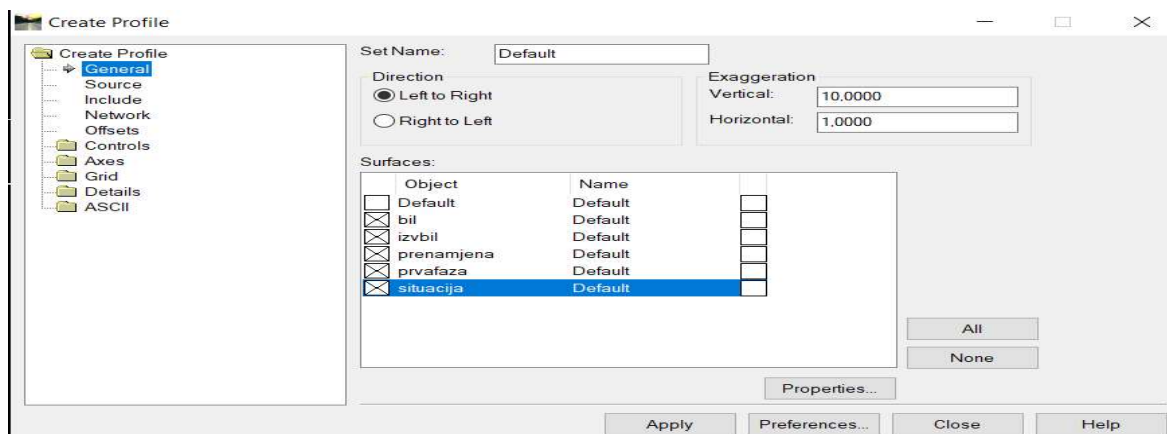 Create Profile
Create Profile
General
Source
Include
Network
Offsets
Controls
Axes
Grid
Details
ASCII
Set Name: Default
Direction
Left to Right
Right to Left
Exaggeration
Vertical: 10,0000
Horizontal: 1,0000
Surfaces:
Object Name
Default Default
bil Default
izvbil Default
prenamjena Default
prvafaza Default
situacija Default
All
None
Properties...
Apply Preferences... Close Help